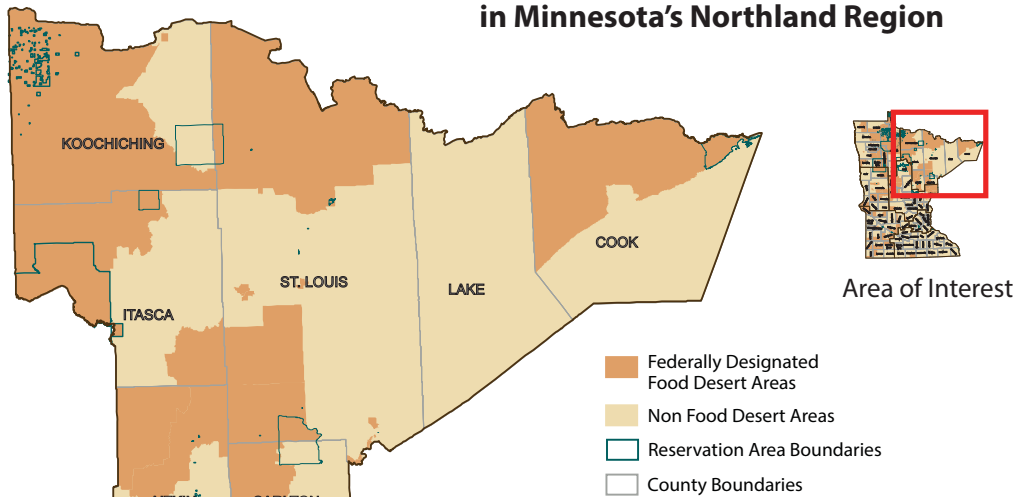 in Minnesota's Northland Region
KOOCHICHING
COOK
ST. LOUIS
LAKE
ITASCA
Area of Interest
Federally Designated
Food Desert Areas
Non Food Desert Areas
Reservation Area Boundaries
County Boundaries